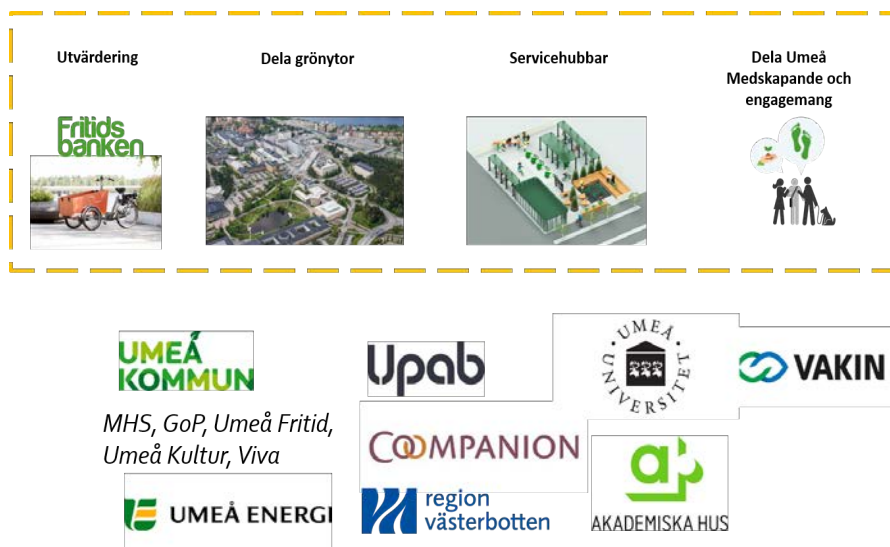 Utvärdering
Dela grönytor
Servicehubbar
Dela Umeå
Medskapande och
engagemang
Fritids
banken
UMEÅ
KOMMUN
Upab
UMEÅ UNIVERSITET
VAKIN
MHS, GoP, Umeå Fritid,
Umeå Kultur, Viva
COOMPANION
UMEÅ ENERGI
region
västerbotten
AKADEMISKA HUS